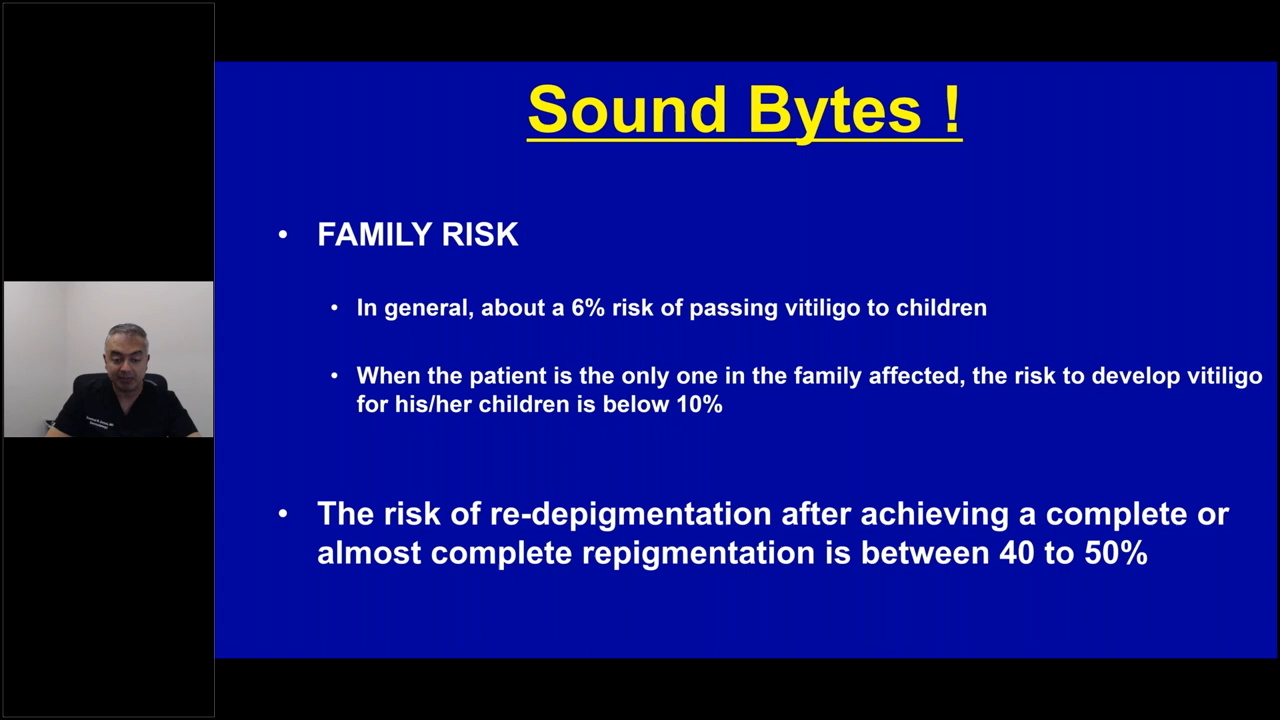 Sound Bytes !
• FAMILY RISK
• In general, about a 6% risk of passing vitiligo to children
• When the patient is the only one in the family affected, the risk to develop vitiligo
for his/her children is below 10%
• The risk of re-depigmentation after achieving a complete or
almost complete repigmentation is between 40 to 50%